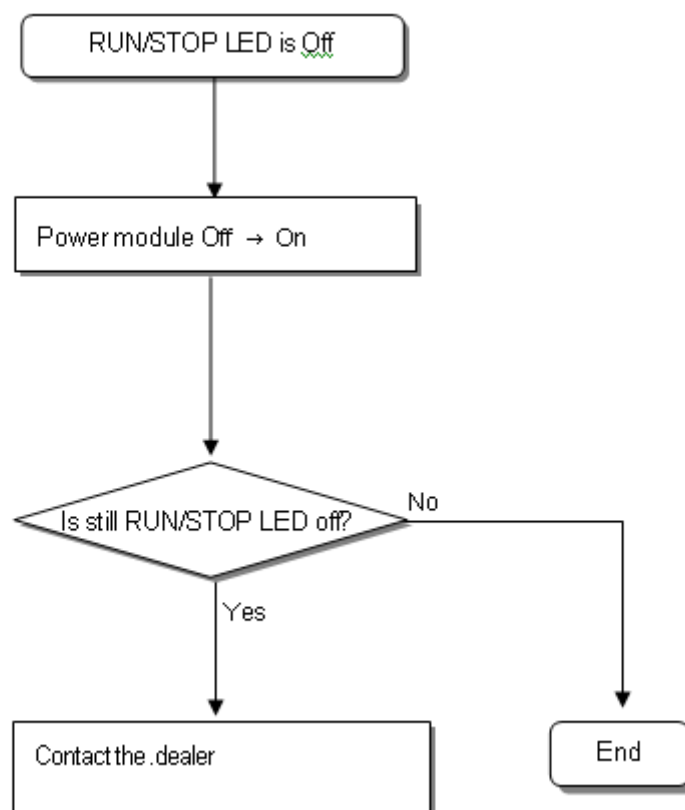 RUN/STOP LED is Off
Power module Off → On
Is still RUN/STOP LED off?
No
Yes
Contact the .dealer
End